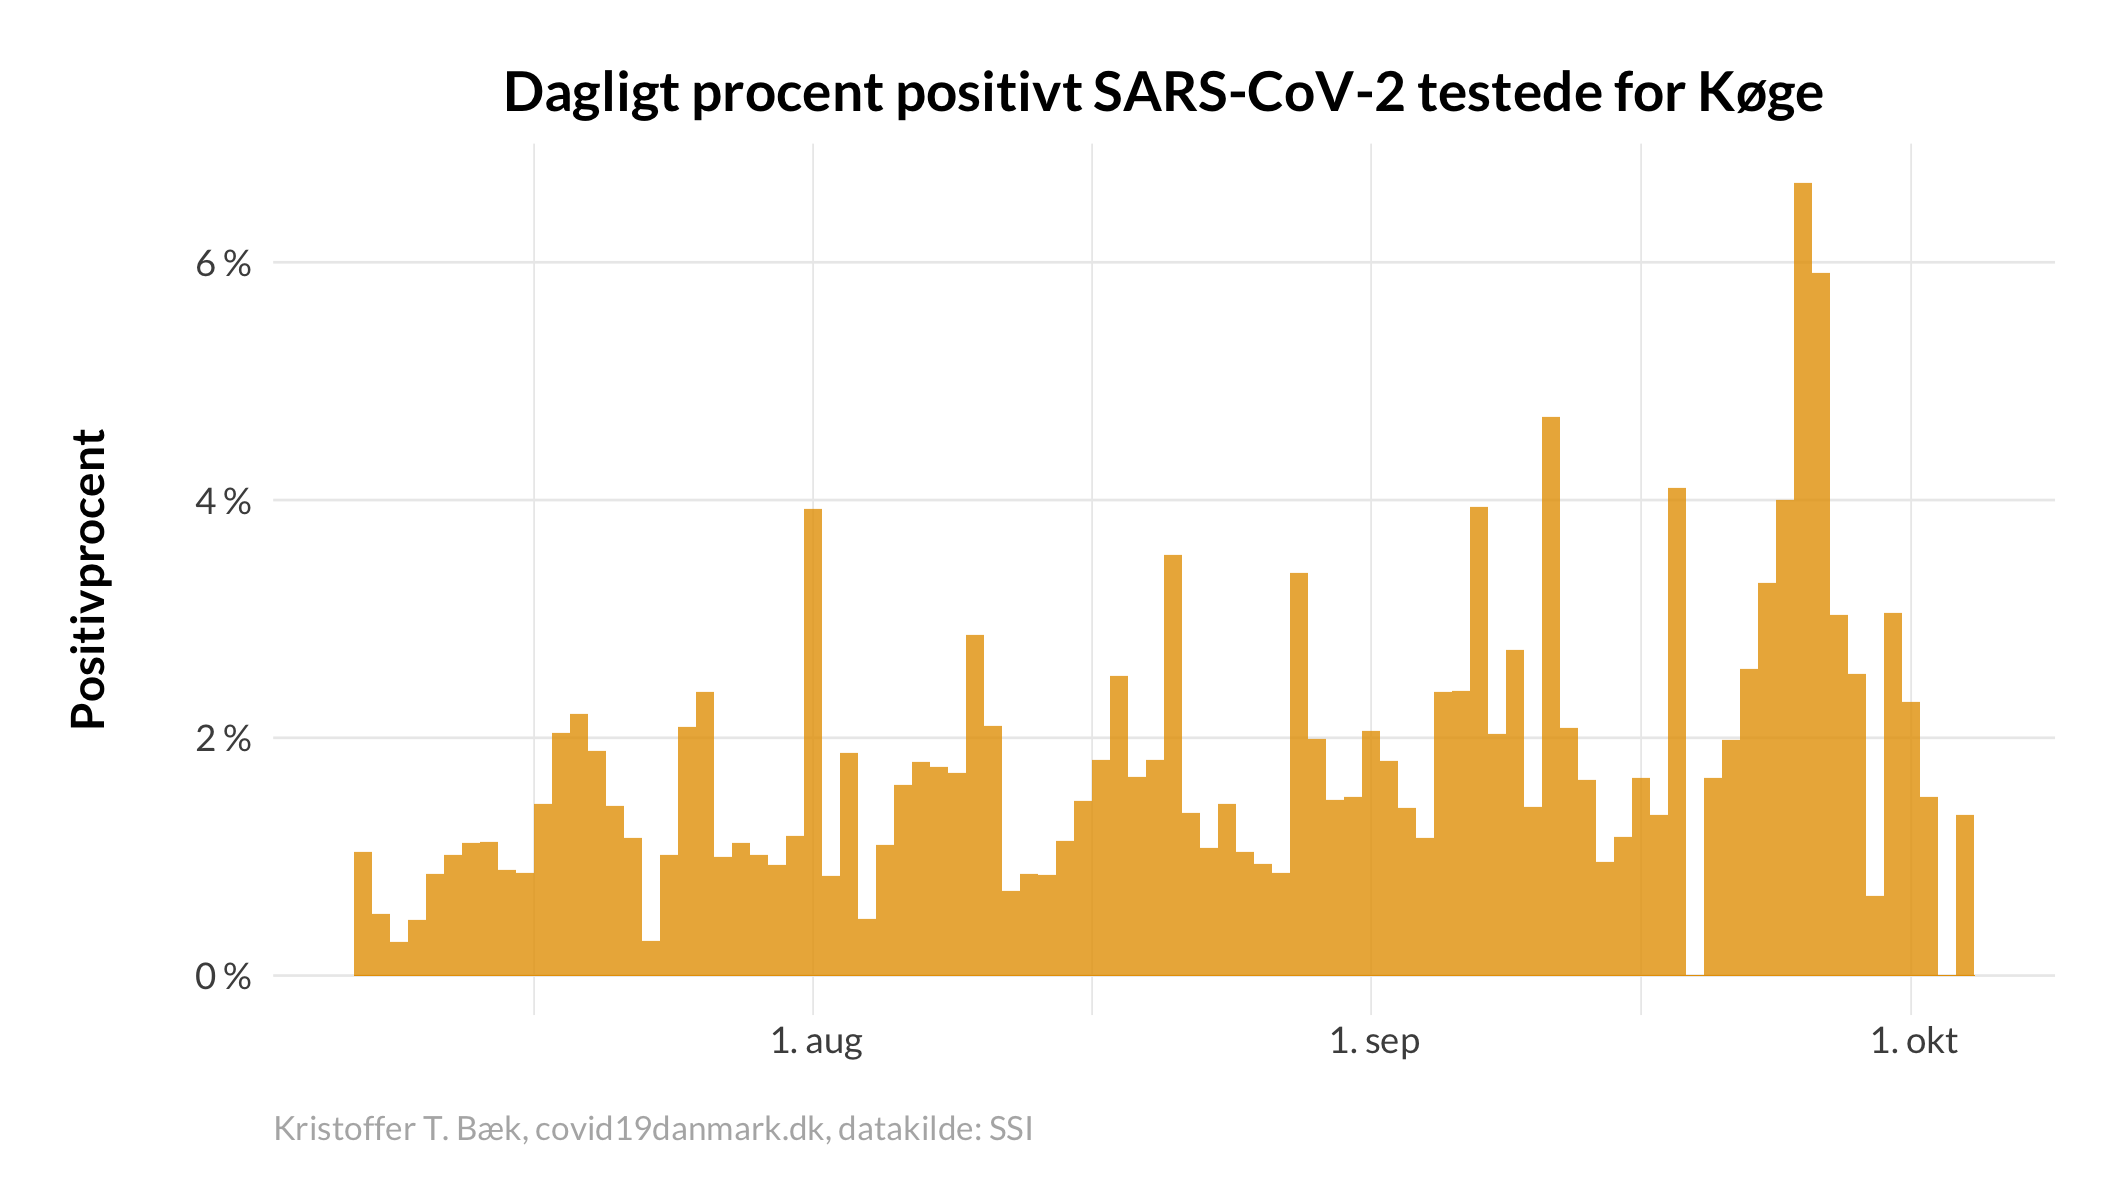 Dagligt procent positivt SARS-CoV-2 testede for Køge
Positivprocent
6 %
4 %
2 %
0 %
1. aug
1. sep
1. okt
Kristoffer T. Bæk, covid19danmark.dk, datakilde: SSI